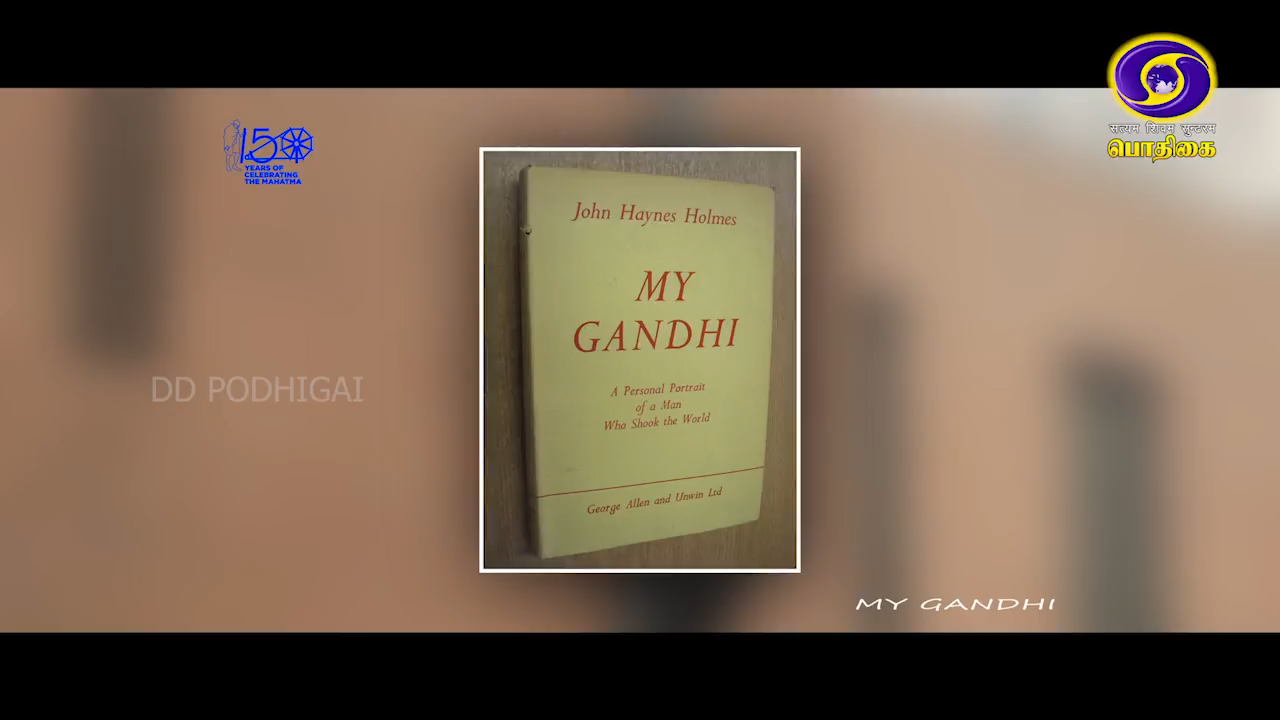 सत्यम शिवम सुन्दरम
பொதிகை
150
YEARS OF
CELEBRATING
THE MAHATMA
John Haynes Holmes
MY
GANDHI
A Personal Portrait
of a Man
Who Shook the World
George Allen and Unwin Ltd
DD PODHIGAI
MY GANDHI